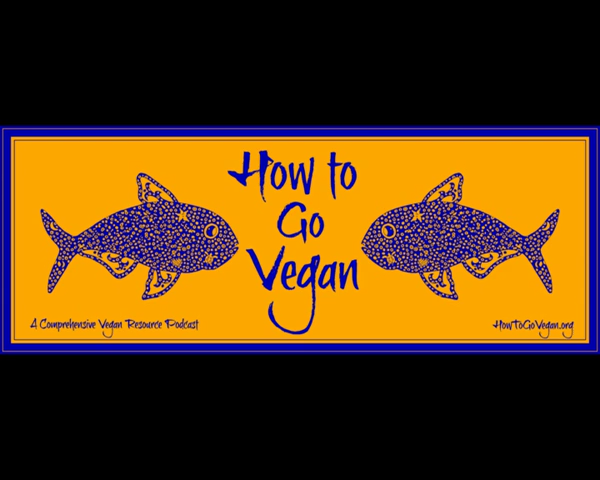 How to
Go
Vegan
A Comprehensive Vegan Resource Podcast
HowToGoVegan.org